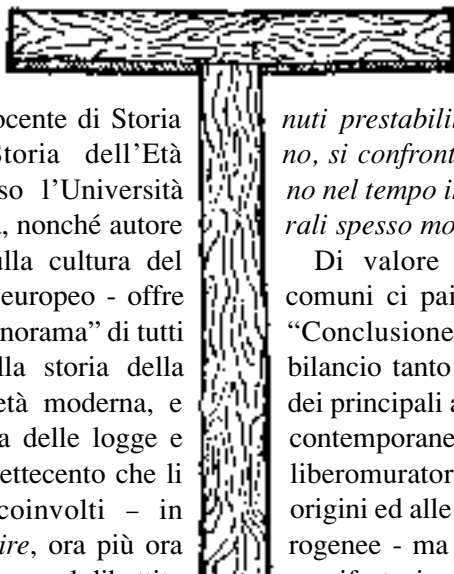 ocente di Storia
Storia dell'Età
so l'Università
, nonché autore
ulla cultura del
europeo - offre
norama” di tutti
lla storia della
età moderna, e
a delle logge e
ettecento che li
coinvolti – in
ire, ora più ora
nuti prestabili
no, si confront
no nel tempo i
rali spesso mo
Di valore
comuni ci pai
“Conclusione
bilancio tanto
dei principali a
contemporane
liberomurator
origini ed alle
rogenee - ma